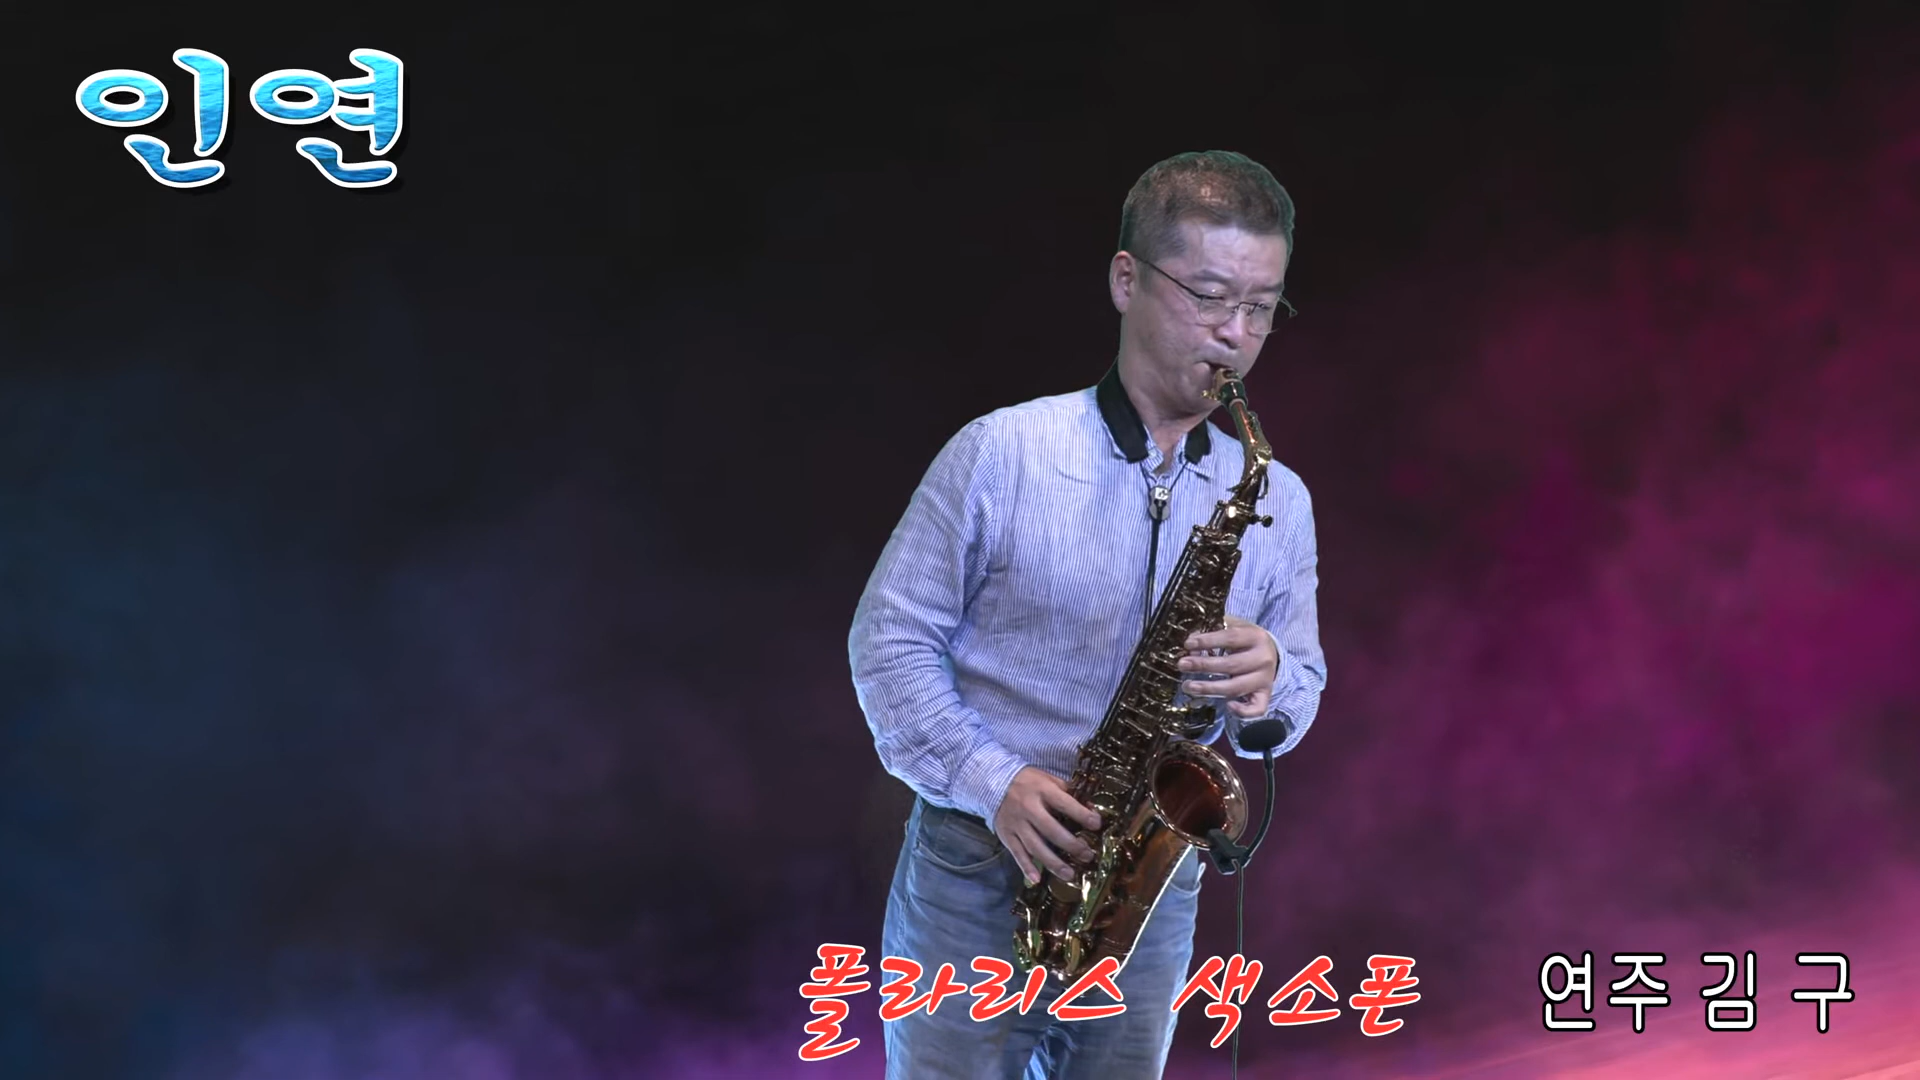 인연
폴라리스 색소폰
연주 김 구